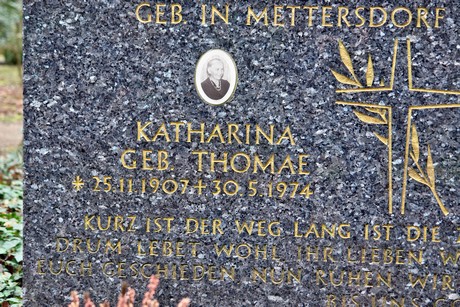 GEB IN METTERSDORF
KATHARINA
GEB. THOMAE
* 25.11.1907 + 30.5.1974
KURZ IST DER WEG, LANG IST DIE
DRUM LEBET WOHL, IHR LIEBEN
EUCH GESCHIEDEN, NUN RUHEN WIR